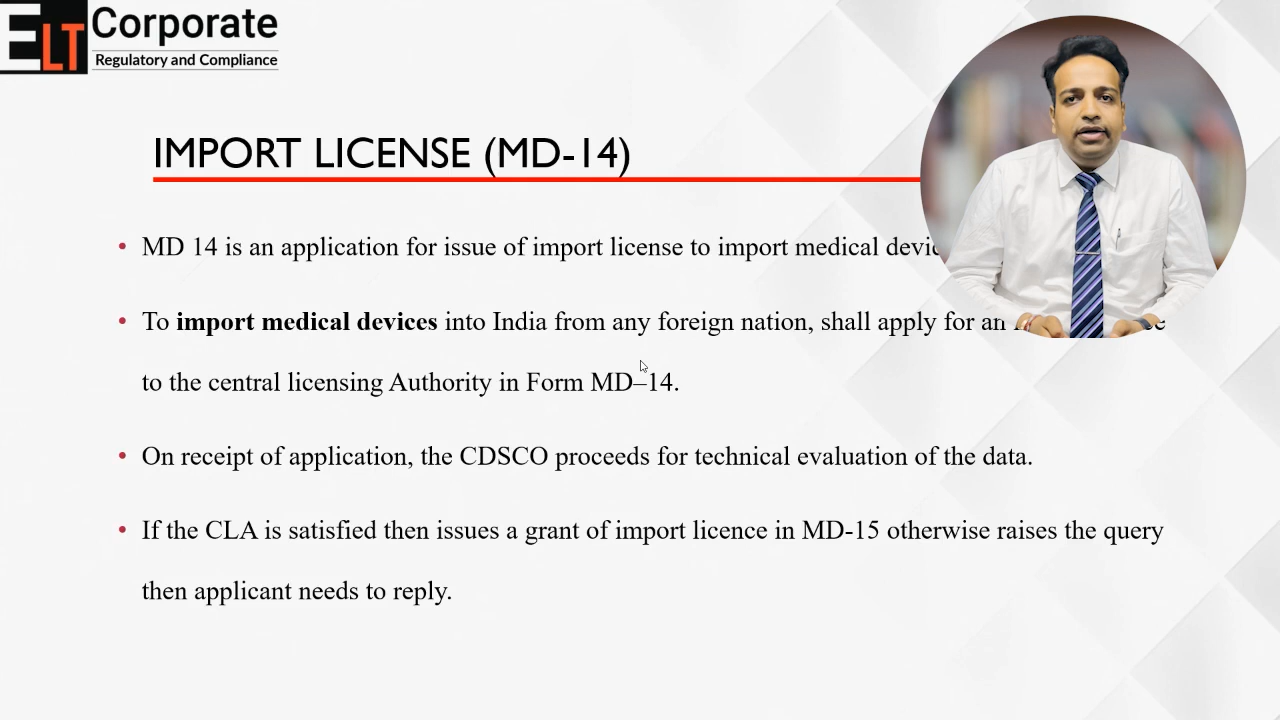 ELT Corporate
Regulatory and Compliance
IMPORT LICENSE (MD-14)
• MD 14 is an application for issue of import license to import medical
• To import medical devices into India from any foreign nation, shall apply for an
to the central licensing Authority in Form MD–14.
• On receipt of application, the CDSCO proceeds for technical evaluation of the data.
• If the CLA is satisfied then issues a grant of import licence in MD-15 otherwise raises the query
then applicant needs to reply.